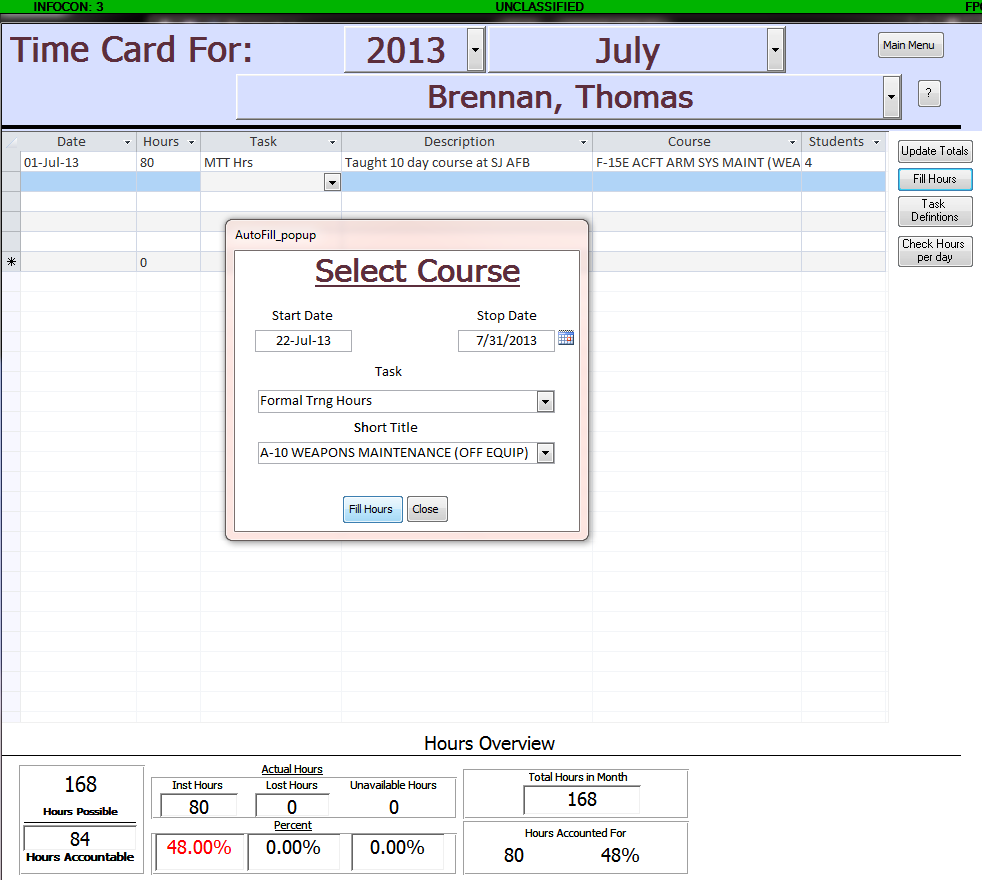 INFOCON: 3 UNCLASSIFIED
Time Card For: 2013 July Main Menu
Brennan, Thomas ?
Date Hours Task Description Course Students
01-Jul-13 80 MTT Hrs Taught 10 day course at SJ AFB F-15E ACFT ARM SYS MAINT (WEA 4
Update Totals
Fill Hours
Task
Defintions
Check Hours
per day
* 0
AutoFill_popup
Select Course
Start Date Stop Date
22-Jul-13 7/31/2013
Task
Formal Trng Hours
Short Title
A-10 WEAPONS MAINTENANCE (OFF EQUIP)
Fill Hours Close
Hours Overview
168
Hours Possible
84
Hours Accountable
Actual Hours
Inst Hours Lost Hours Unavailable Hours
80 0 0
Percent
48.00% 0.00% 0.00%
Total Hours in Month
168
Hours Accounted For
80 48%